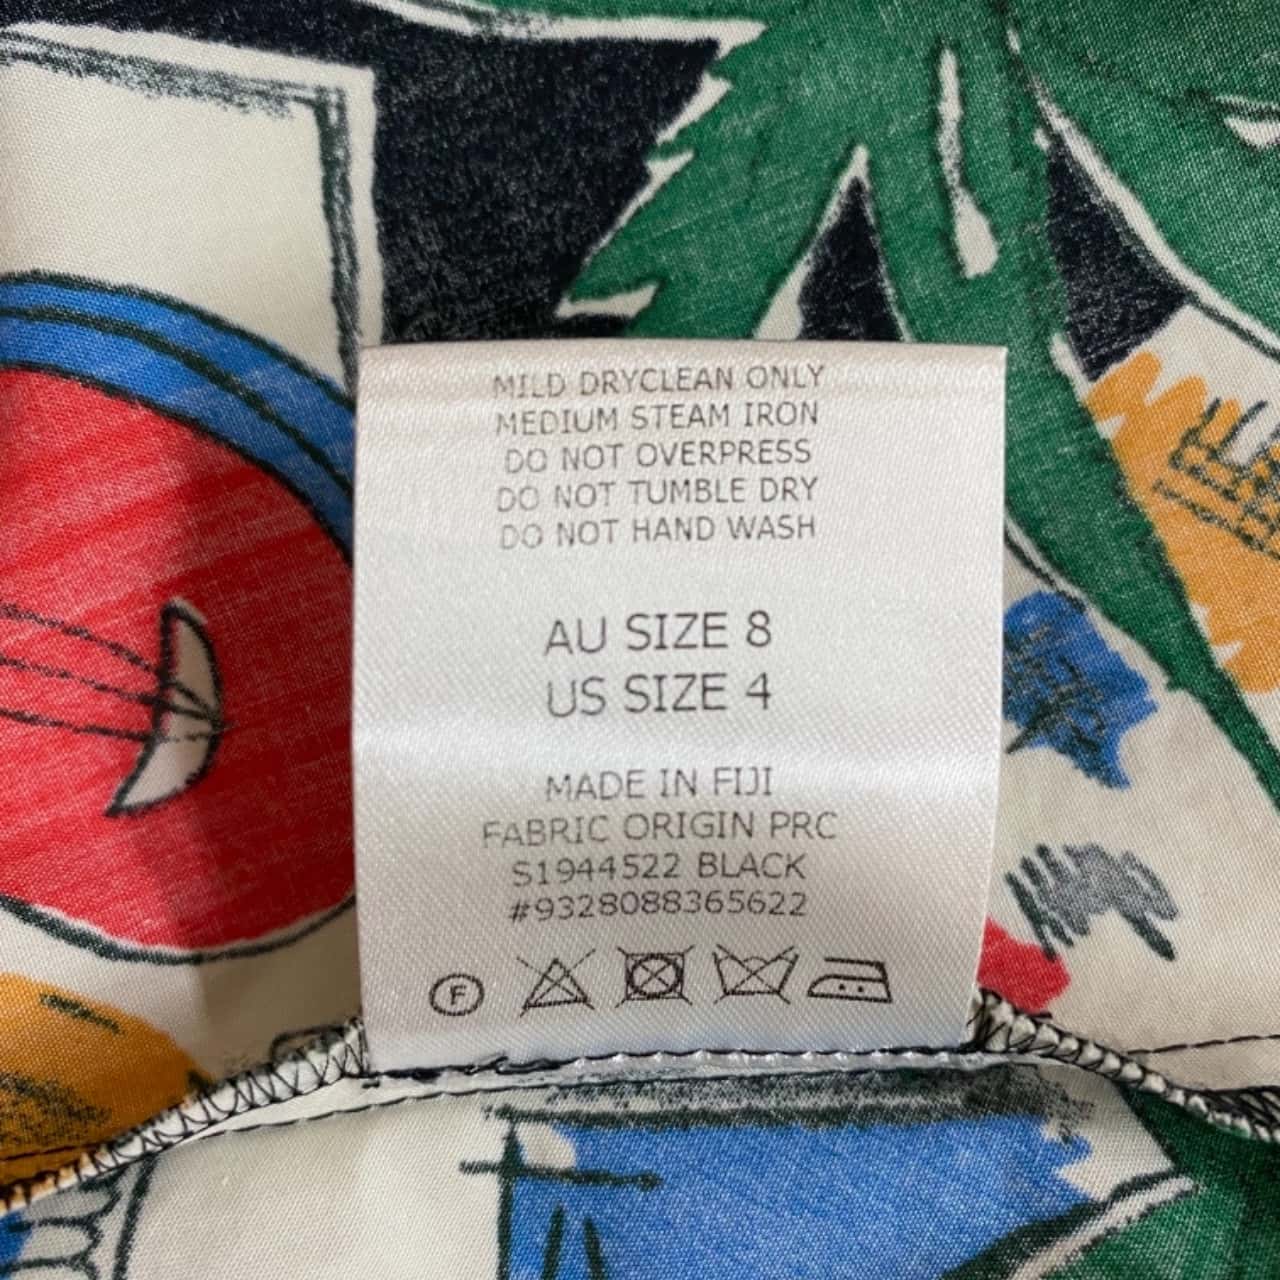 MILD DRYCLEAN ONLY
MEDIUM STEAM IRON
DO NOT OVERPRESS
DO NOT TUMBLE DRY
DO NOT HAND WASH
AU SIZE 8
US SIZE 4
MADE IN FIJI
FABRIC ORIGIN PRC
S1944522 BLACK
#9328088365622
F